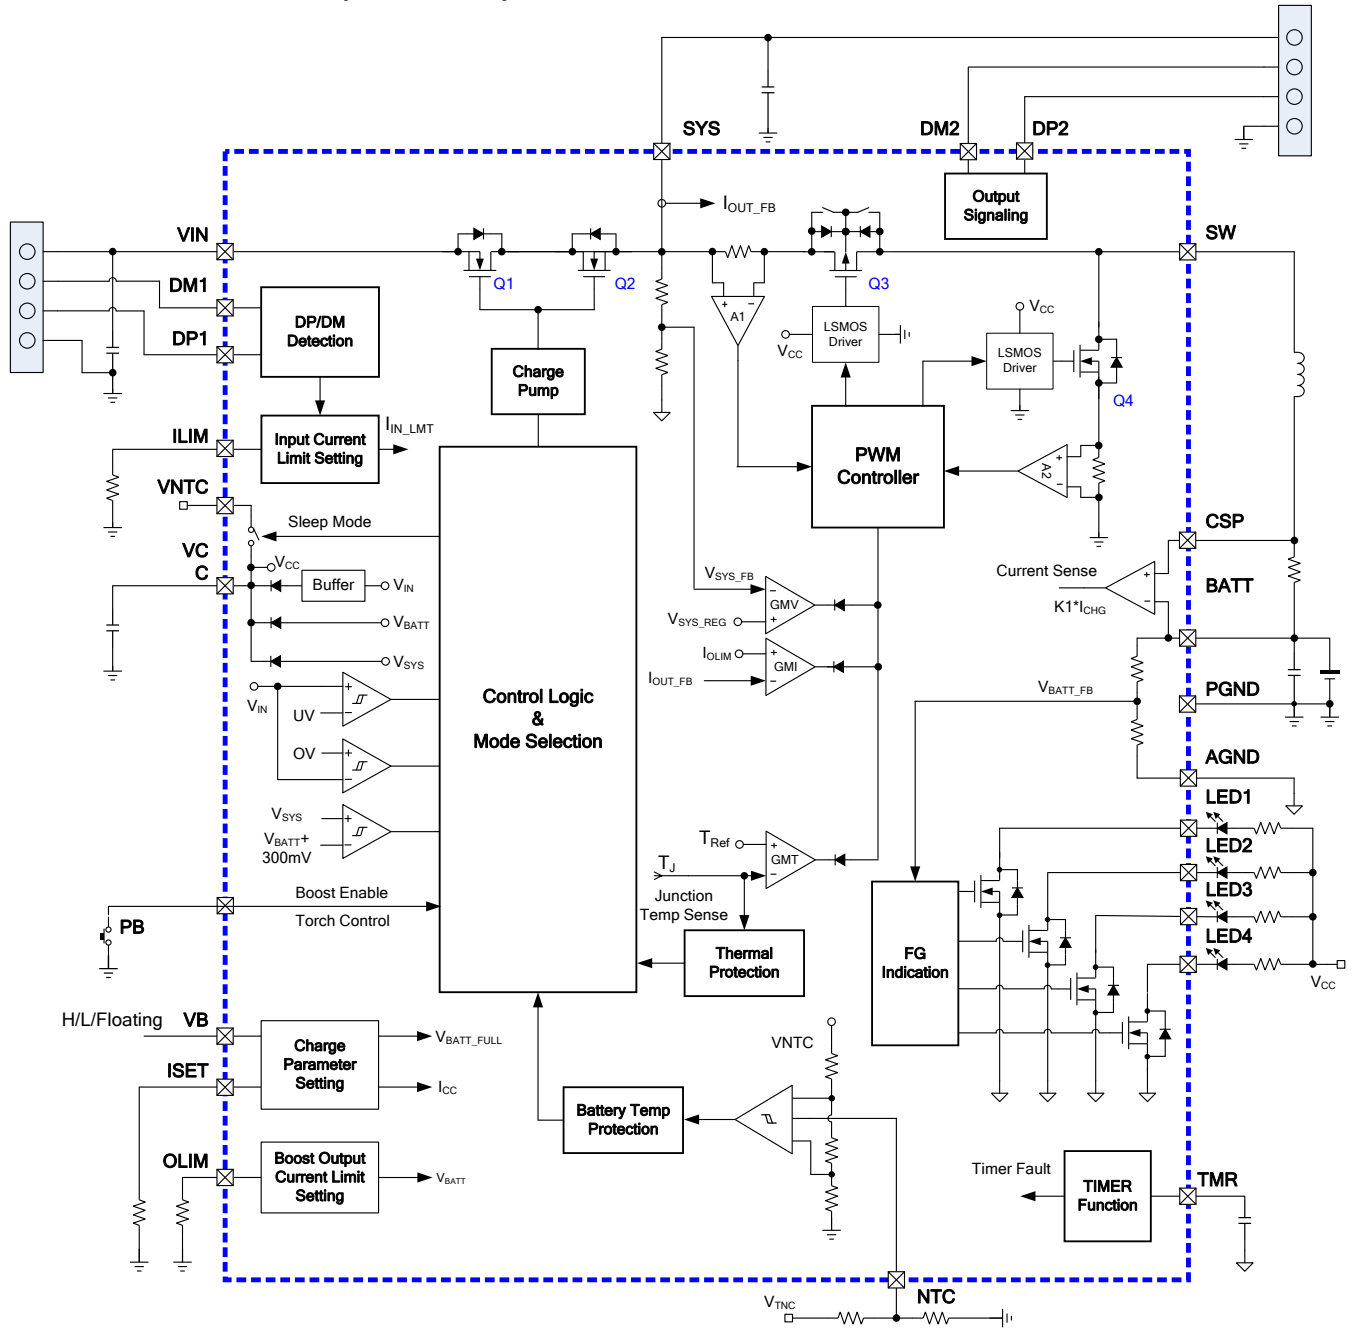 SYS
DM2
DP2
Output
Signaling
IOUT_FB
VIN
SW
Q1
Q2
Q3
DM1
DP1
DP/DM
Detection
+
−
A1
LSMOS
Driver
VCC
VCC
LSMOS
Driver
Q4
Charge
Pump
ILIM
Input Current
Limit Setting
IIN_LMT
PWM
Controller
+
−
A2
VNTC
Sleep Mode
CSP
VC
C
VCC
Buffer
VIN
VBATT
VSYS
VSYS_FB
VSYS_REG
−
+
GMV
IOLIM
IOUT_FB
+
−
GMI
Current Sense
K1*ICHG
+
−
BATT
VBATT_FB
PGND
VIN
UV
+
−
OV
+
−
VSYS
VBATT+
300mV
+
−
Control Logic
&
Mode Selection
AGND
LED1
LED2
LED3
LED4
VCC
TRef
TJ
+
−
GMT
Junction
Temp Sense
Thermal
Protection
FG
Indication
Boost Enable
Torch Control
PB
H/L/Floating
VB
ISET
Charge
Parameter
Setting
VBATT_FULL
ICC
VNTC
Battery Temp
Protection
OLIM
Boost Output
Current Limit
Setting
VBATT
Timer Fault
TIMER
Function
TMR
NTC
VTNC